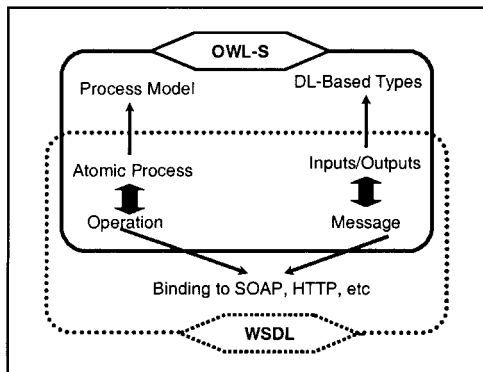 OWL-S
Process Model
DL-Based Types
Atomic Process
Inputs/Outputs
Operation
Message
Binding to SOAP, HTTP, etc
WSDL